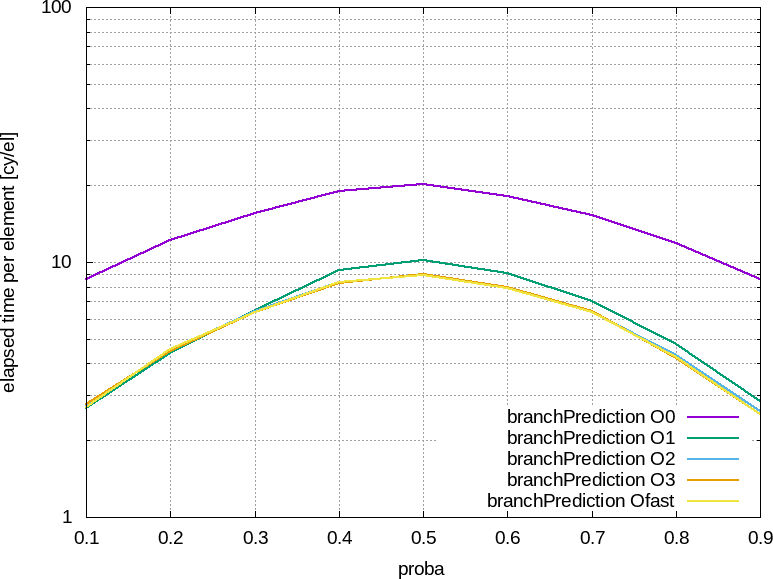 100
10
1
elapsed time per element [cy/el]
branchPrediction O0
branchPrediction O1
branchPrediction O2
branchPrediction O3
branchPrediction Ofast
0.1 0.2 0.3 0.4 0.5 0.6 0.7 0.8 0.9
proba